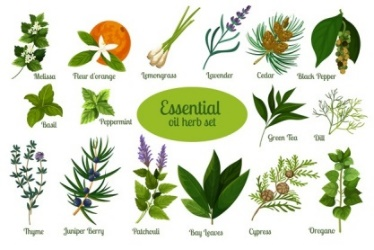 Melissa
Fleur d'orange
Lemongrass
Lavender
Cedar
Black Pepper
Basil
Peppermint
Essential
oil herb set
Green Tea
Dill
Thyme
Juniper Berry
Patchouli
Bay Leaves
Cypress
Oregano